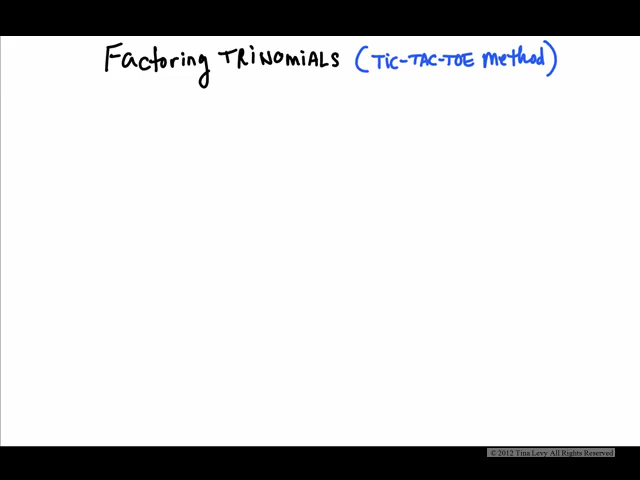 Factoring TRiNOMiALS (TiC-TAC-TOE Method)
© 2012 Tina Levy All Rights Reserved